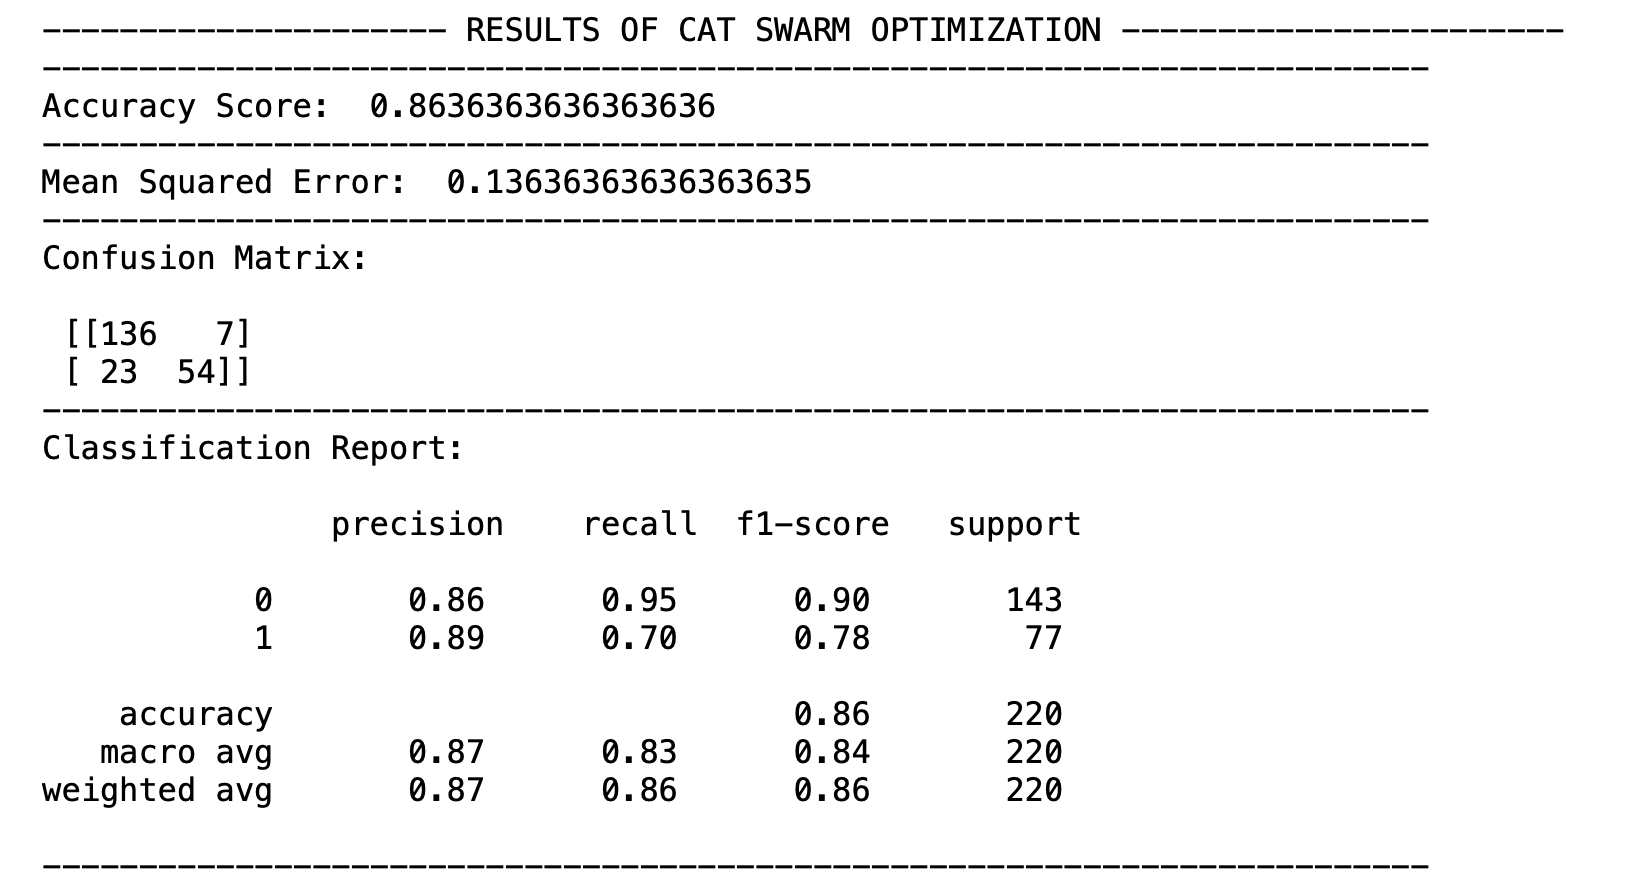 --------------------- RESULTS OF CAT SWARM OPTIMIZATION -----------------------
------------------------------------------------------------------------
Accuracy Score:  0.8636363636363636
------------------------------------------------------------------------
Mean Squared Error:  0.13636363636363635
------------------------------------------------------------------------
Confusion Matrix:
[[136   7]
[ 23  54]]
------------------------------------------------------------------------
Classification Report:
precision    recall  f1-score   support
0       0.86      0.95      0.90       143
1       0.89      0.70      0.78        77
accuracy                           0.86       220
macro avg       0.87      0.83      0.84       220
weighted avg       0.87      0.86      0.86       220
------------------------------------------------------------------------